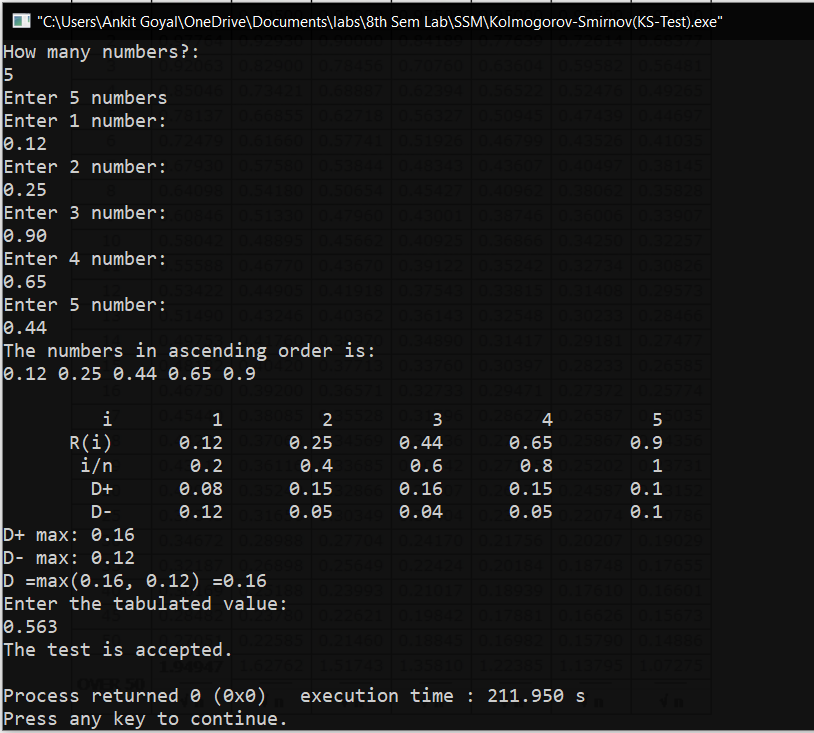 "C:\Users\Ankit Goyal\OneDrive\Documents\labs\8th Sem Lab\SSM\Kolmogorov-Smirnov(KS-Test).exe"
How many numbers?:
5
Enter 5 numbers
Enter 1 number:
0.12
Enter 2 number:
0.25
Enter 3 number:
0.90
Enter 4 number:
0.65
Enter 5 number:
0.44
The numbers in ascending order is:
0.12 0.25 0.44 0.65 0.9
i 1 2 3 4 5
R(i) 0.12 0.25 0.44 0.65 0.9
i/n 0.2 0.4 0.6 0.8 1
D+ 0.08 0.15 0.16 0.15 0.1
D- 0.12 0.05 0.04 0.05 0.1
D+ max: 0.16
D- max: 0.12
D =max(0.16, 0.12) =0.16
Enter the tabulated value:
0.563
The test is accepted.
Process returned 0 (0x0) execution time : 211.950 s
Press any key to continue.